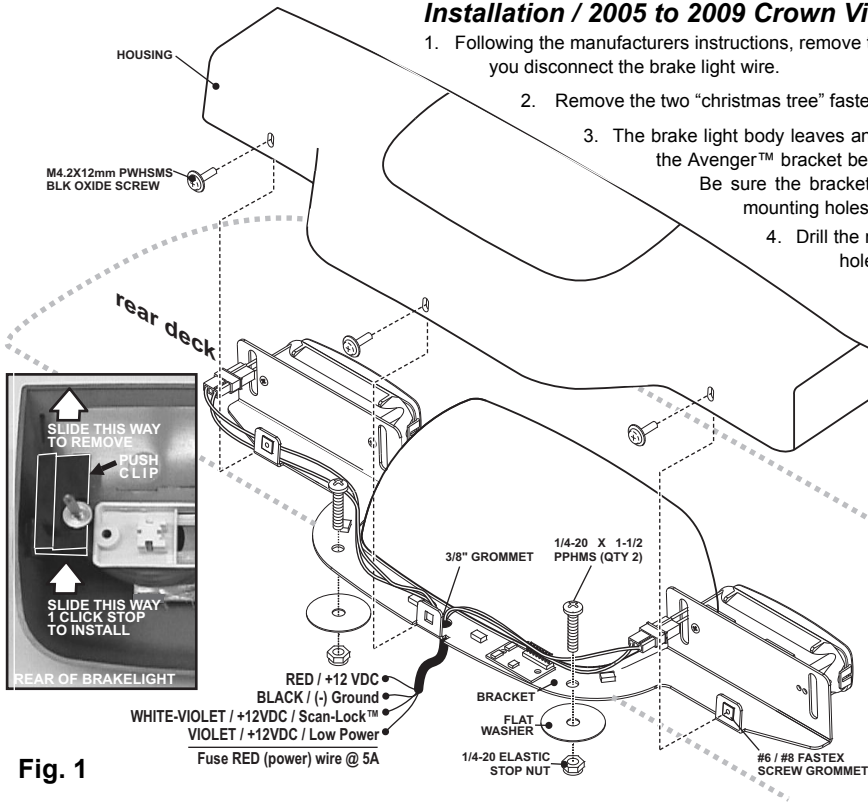 Installation / 2005 to 2009 Crown Vi
1. Following the manufacturers instructions, remove
you disconnect the brake light wire.
2. Remove the two “christmas tree” faste
3. The brake light body leaves an
the Avenger™ bracket be
Be sure the bracket
mounting holes
4. Drill the
hole
HOUSING
M4.2X12mm PWHSMS
BLK OXIDE SCREW
rear deck
SLIDE THIS WAY
TO REMOVE
PUSH
CLIP
SLIDE THIS WAY
1 CLICK STOP
TO INSTALL
REAR OF BRAKELIGHT
3/8" GROMMET
1/4-20 X 1-1/2
PPHMS (QTY 2)
RED / +12 VDC
BLACK / (-) Ground
WHITE-VIOLET / +12VDC / Scan-Lock™
VIOLET / +12VDC / Low Power
Fuse RED (power) wire @ 5A
BRACKET
FLAT
WASHER
1/4-20 ELASTIC
STOP NUT
#6 / #8 FASTEX
SCREW GROMMET
Fig. 1